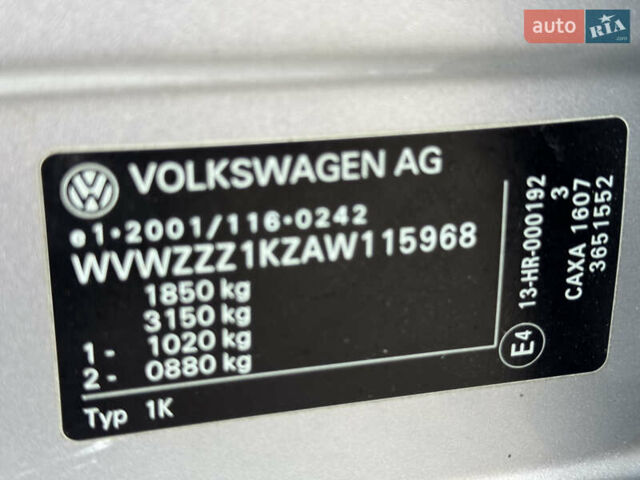 auto RIA.com
VOLKSWAGEN AG
e1*2001/116*0242
WVWZZZ1KZAW115968
1850 kg
3150 kg
1 - 1020 kg
2 - 0880 kg
Typ 1K
E4 13-HR-000192
3
CAXA 1607
3651552